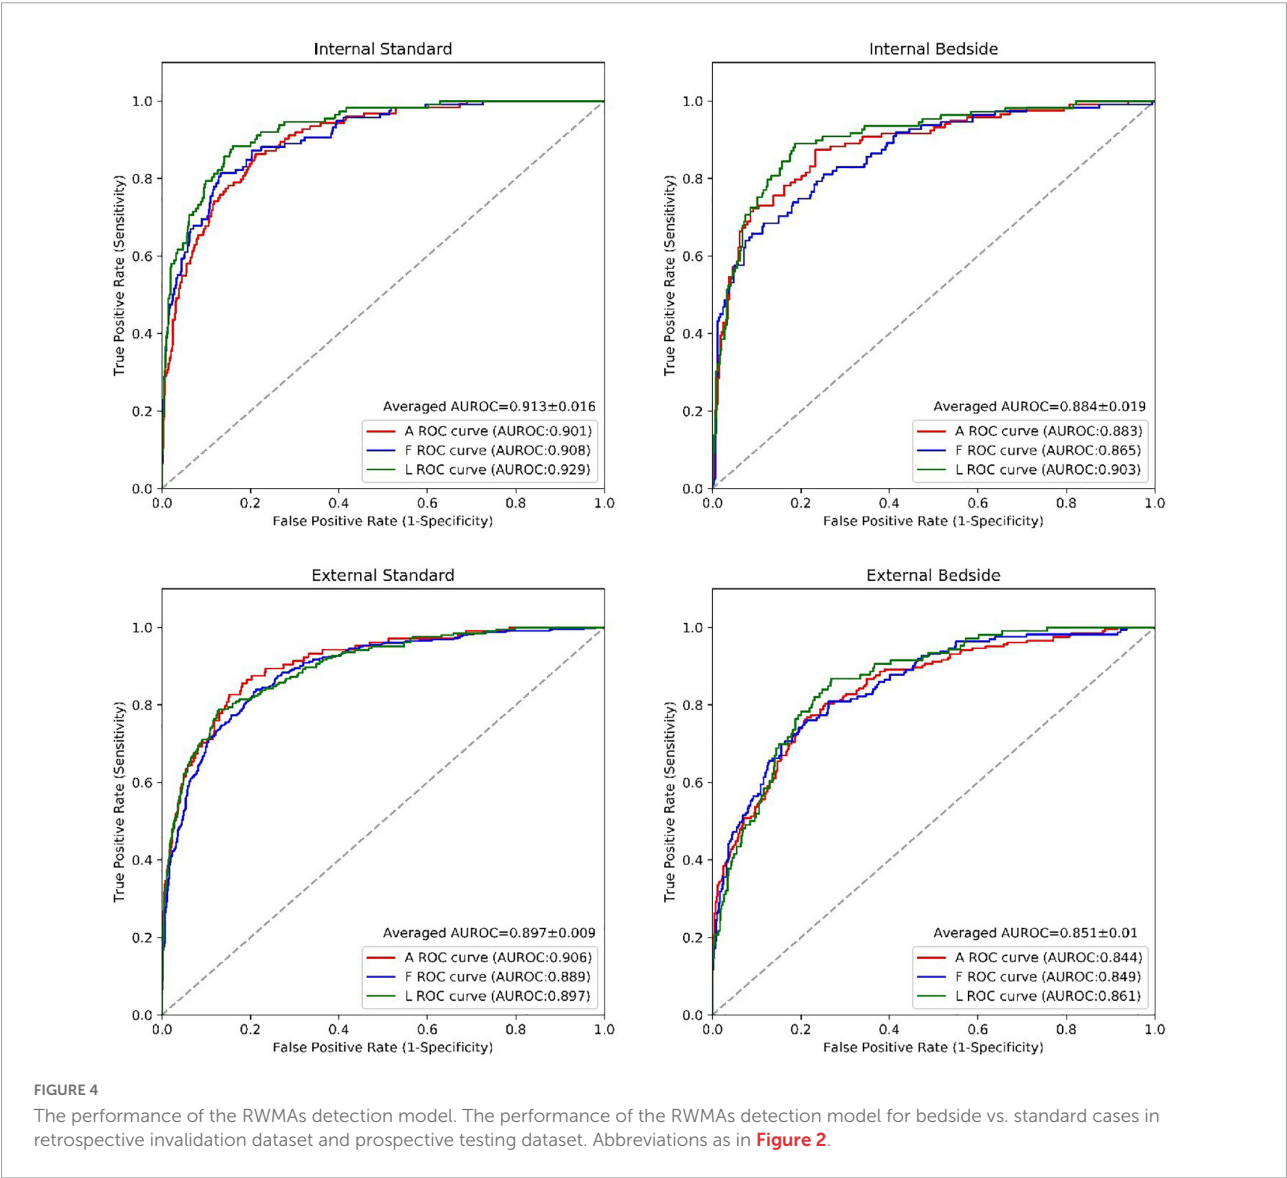 Internal Standard
True Positive Rate (Sensitivity)
1.0
0.8
0.6
0.4
0.2
0.0
Averaged AUROC=0.913±0.016
A ROC curve (AUROC:0.901)
F ROC curve (AUROC:0.908)
L ROC curve (AUROC:0.929)
0.0 0.2 0.4 0.6 0.8 1.0
False Positive Rate (1-Specificity)
Internal Bedside
True Positive Rate (Sensitivity)
1.0
0.8
0.6
0.4
0.2
0.0
Averaged AUROC=0.884±0.019
A ROC curve (AUROC:0.883)
F ROC curve (AUROC:0.865)
L ROC curve (AUROC:0.903)
0.0 0.2 0.4 0.6 0.8 1.0
False Positive Rate (1-Specificity)
External Standard
True Positive Rate (Sensitivity)
1.0
0.8
0.6
0.4
0.2
0.0
Averaged AUROC=0.897±0.009
A ROC curve (AUROC:0.906)
F ROC curve (AUROC:0.889)
L ROC curve (AUROC:0.897)
0.0 0.2 0.4 0.6 0.8 1.0
False Positive Rate (1-Specificity)
External Bedside
True Positive Rate (Sensitivity)
1.0
0.8
0.6
0.4
0.2
0.0
Averaged AUROC=0.851±0.01
A ROC curve (AUROC:0.844)
F ROC curve (AUROC:0.849)
L ROC curve (AUROC:0.861)
0.0 0.2 0.4 0.6 0.8 1.0
False Positive Rate (1-Specificity)
FIGURE 4
The performance of the RWMAs detection model. The performance of the RWMAs detection model for bedside vs. standard cases in
retrospective invalidation dataset and prospective testing dataset. Abbreviations as in Figure 2.